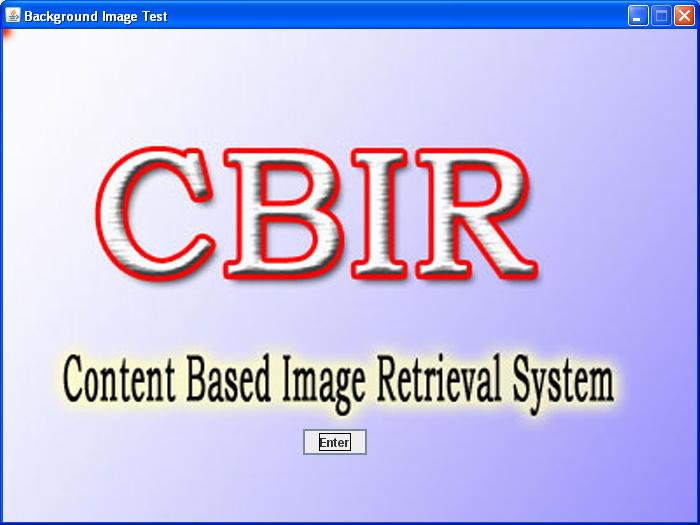 Background Image Test
CBIR
Content Based Image Retrieval System
Enter